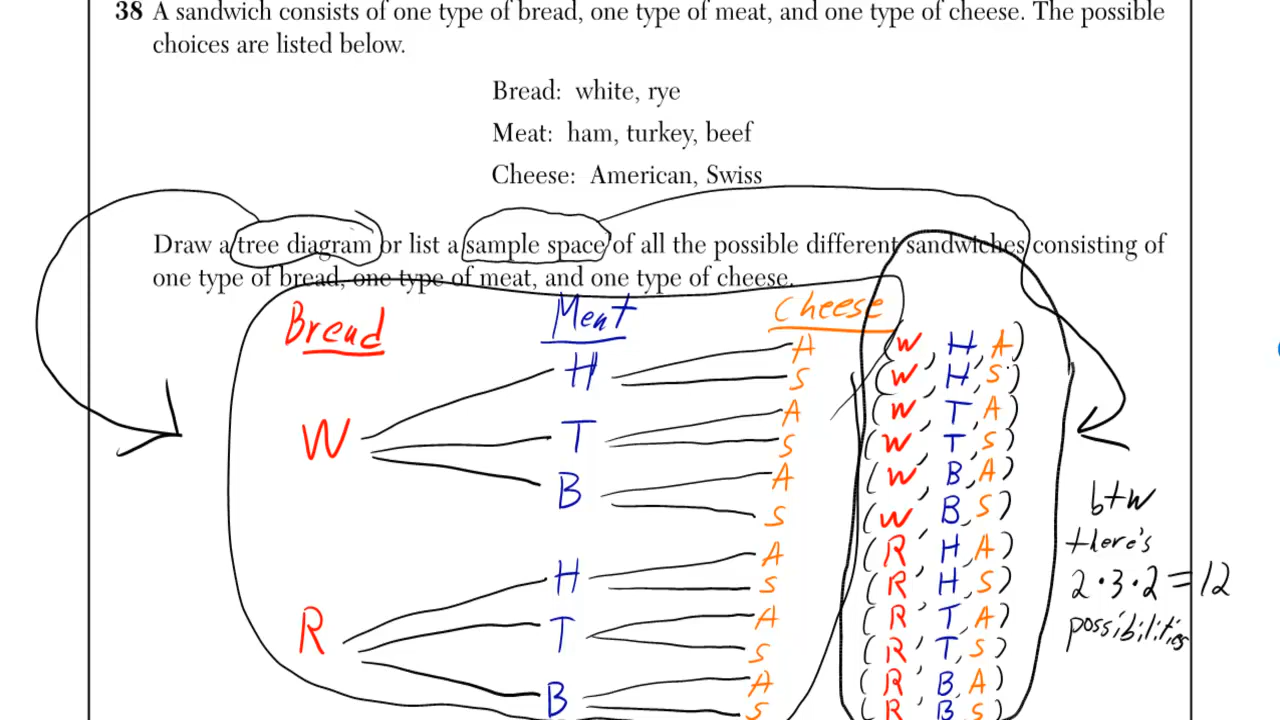 38 A sandwich consists of one type of bread, one type of meat, and one type of cheese. The possible
choices are listed below.
Bread: white, rye
Meat: ham, turkey, beef
Cheese: American, Swiss
Draw a tree diagram or list a sample space of all the possible different sandwiches consisting of
one type of bread, one type of meat, and one type of cheese.
Bread Meat Cheese
H A (W, H, A)
S (W, H, S)
W T A (W, T, A)
S (W, T, S)
B A (W, B, A)
S (W, B, S)
H A (R, H, A)
S (R, H, S)
R T A (R, T, A)
S (R, T, S)
B A (R, B, A)
S (R B S)
btw
there's
2·3·2=12
possibilities